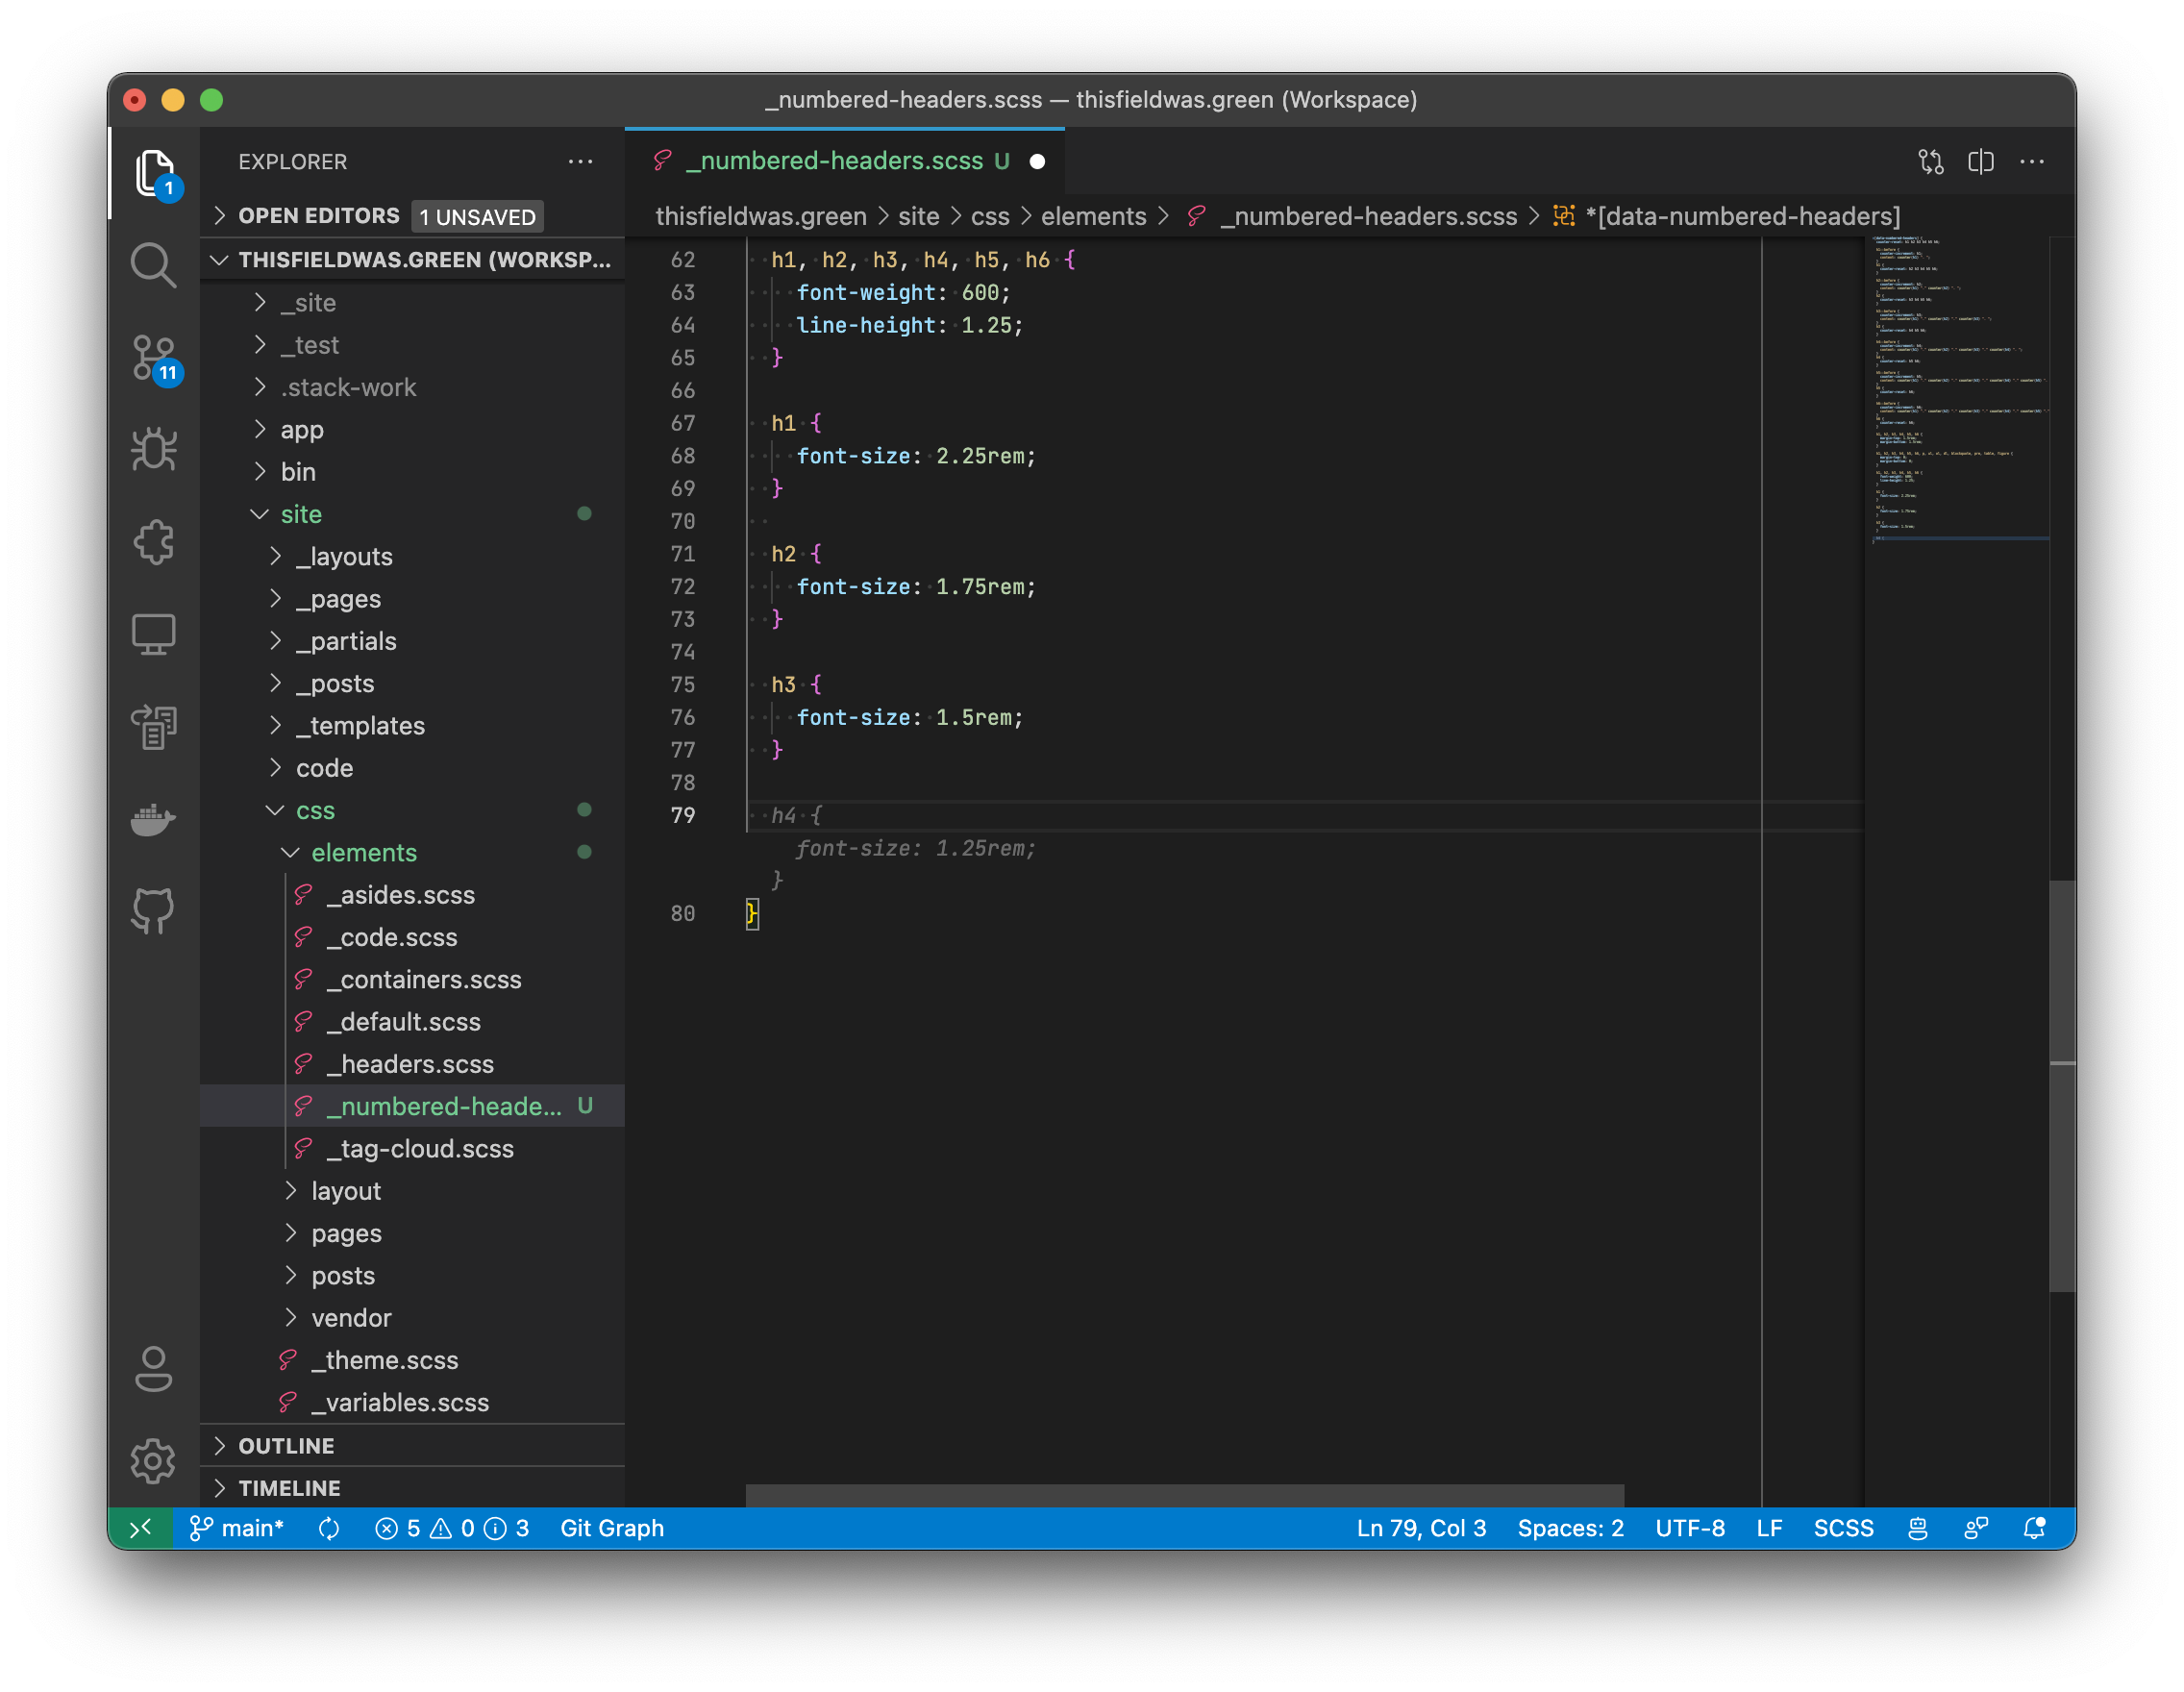 _numbered-headers.scss — thisfieldwas.green (Workspace)
EXPLORER
1
OPEN EDITORS 1 UNSAVED
THISFIELDWAS.GREEN (WORKSP...
_site
_test
.stack-work
11
app
bin
site
_layouts
_pages
_partials
_posts
_templates
code
css
elements
_asides.scss
_code.scss
_containers.scss
_default.scss
_headers.scss
_numbered-heade... U
_tag-cloud.scss
layout
pages
posts
vendor
_theme.scss
_variables.scss
OUTLINE
TIMELINE
_numbered-headers.scss U
thisfieldwas.green > site > css > elements > _numbered-headers.scss > *[data-numbered-headers]
62 h1, h2, h3, h4, h5, h6 {
63 font-weight: 600;
64 line-height: 1.25;
65 }
66
67 h1 {
68 font-size: 2.25rem;
69 }
70
71 h2 {
72 font-size: 1.75rem;
73 }
74
75 h3 {
76 font-size: 1.5rem;
77 }
78
79 h4 {
font-size: 1.25rem;
}
80 }
main* 5 0 3 Git Graph Ln 79, Col 3 Spaces: 2 UTF-8 LF SCSS